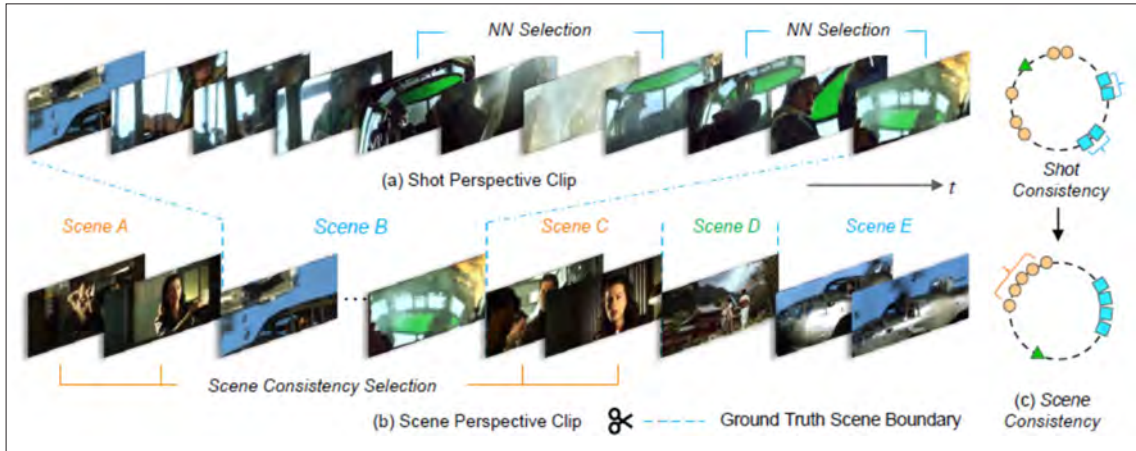 NN Selection
NN Selection
(a) Shot Perspective Clip
t
Shot
Consistency
Scene A
Scene B
Scene C
Scene D
Scene E
...
Scene Consistency Selection
(b) Scene Perspective Clip
Ground Truth Scene Boundary
(c) Scene
Consistency